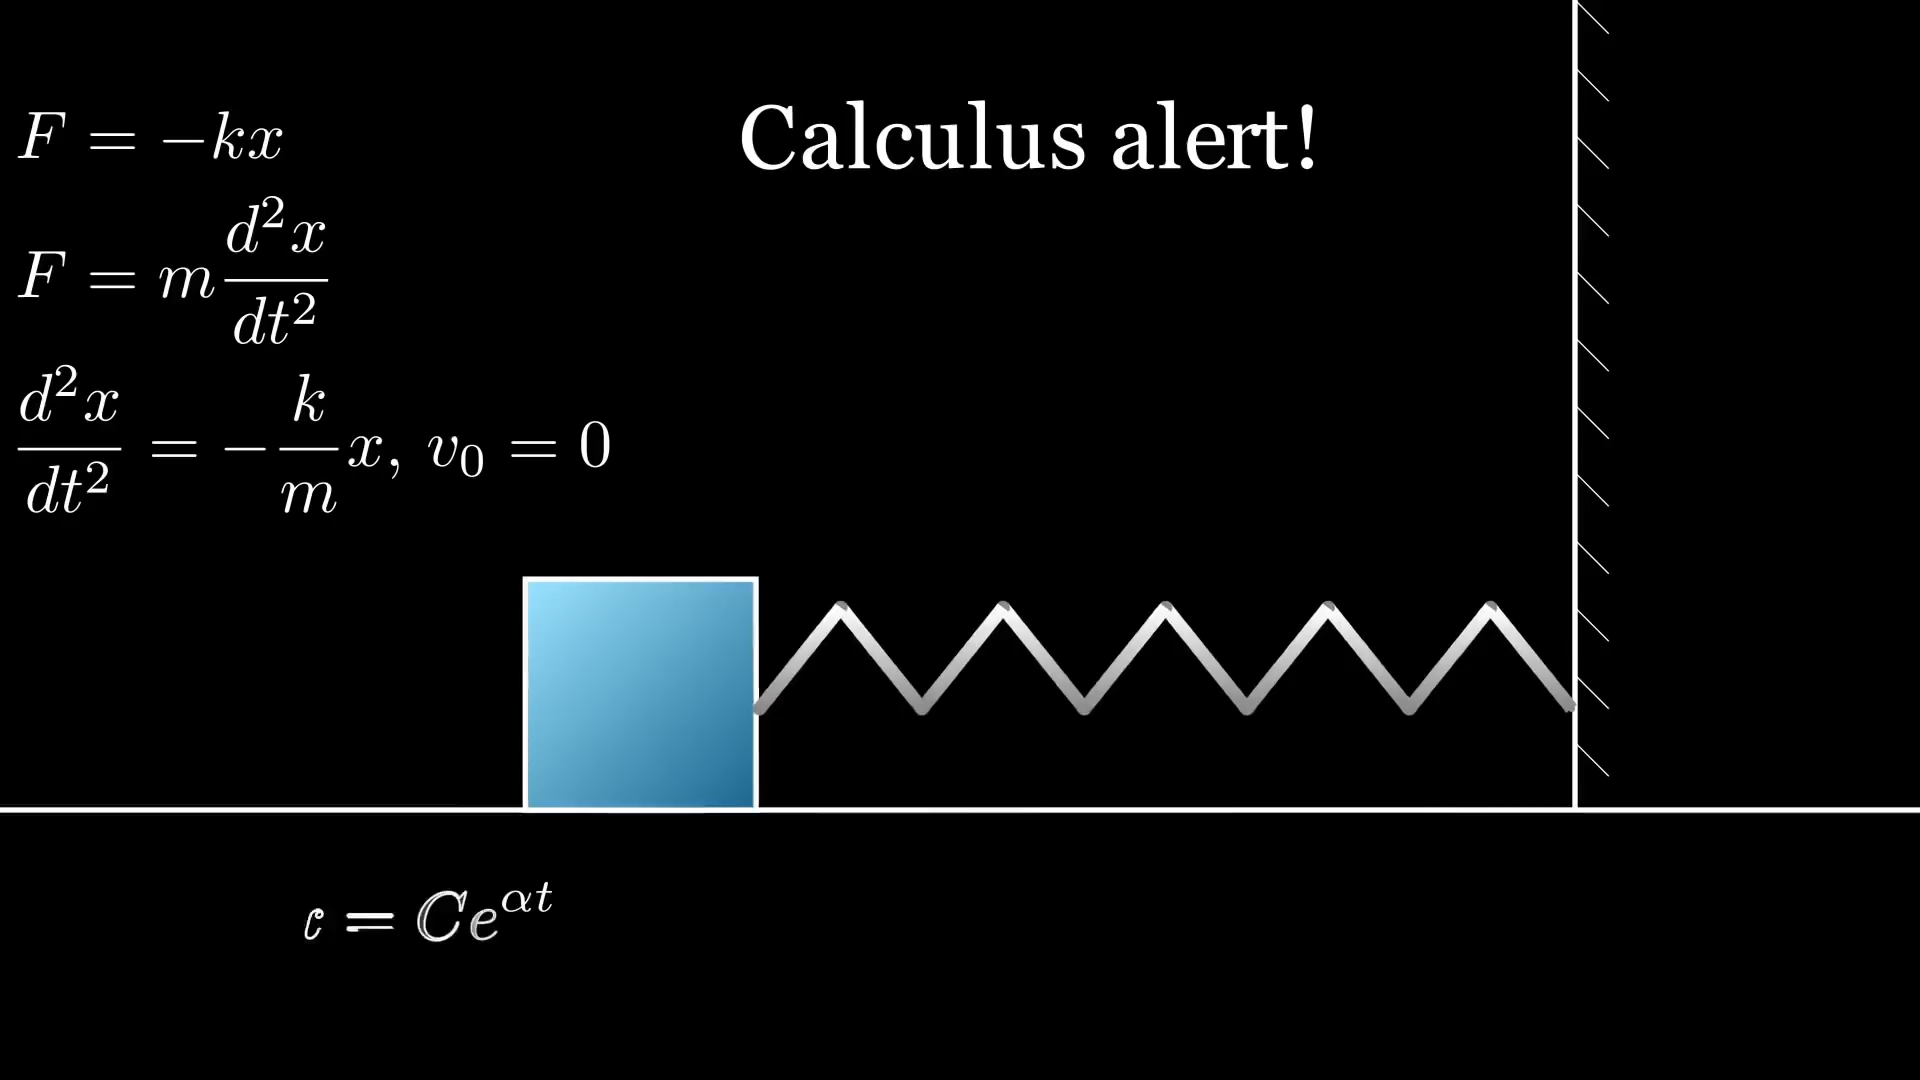 F = −kx
Calculus alert!
F = m d²x/dt²
d²x/dt² = −k/m x, v₀ = 0
= Ce^{αt}